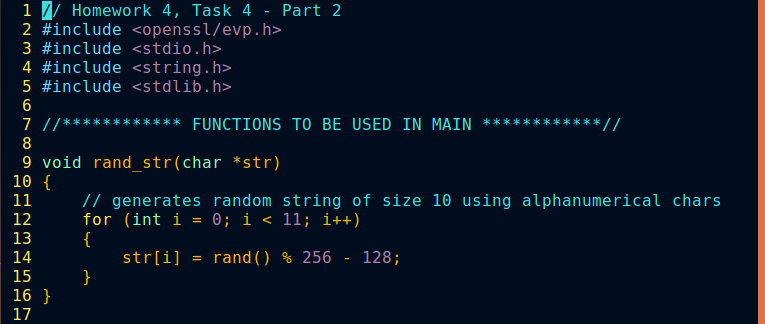 1 // Homework 4, Task 4 - Part 2
2 #include <openssl/evp.h>
3 #include <stdio.h>
4 #include <string.h>
5 #include <stdlib.h>
6
7 //************ FUNCTIONS TO BE USED IN MAIN ************//
8
9 void rand_str(char *str)
10 {
11     // generates random string of size 10 using alphanumerical chars
12     for (int i = 0; i < 11; i++)
13     {
14         str[i] = rand() % 256 - 128;
15     }
16 }
17